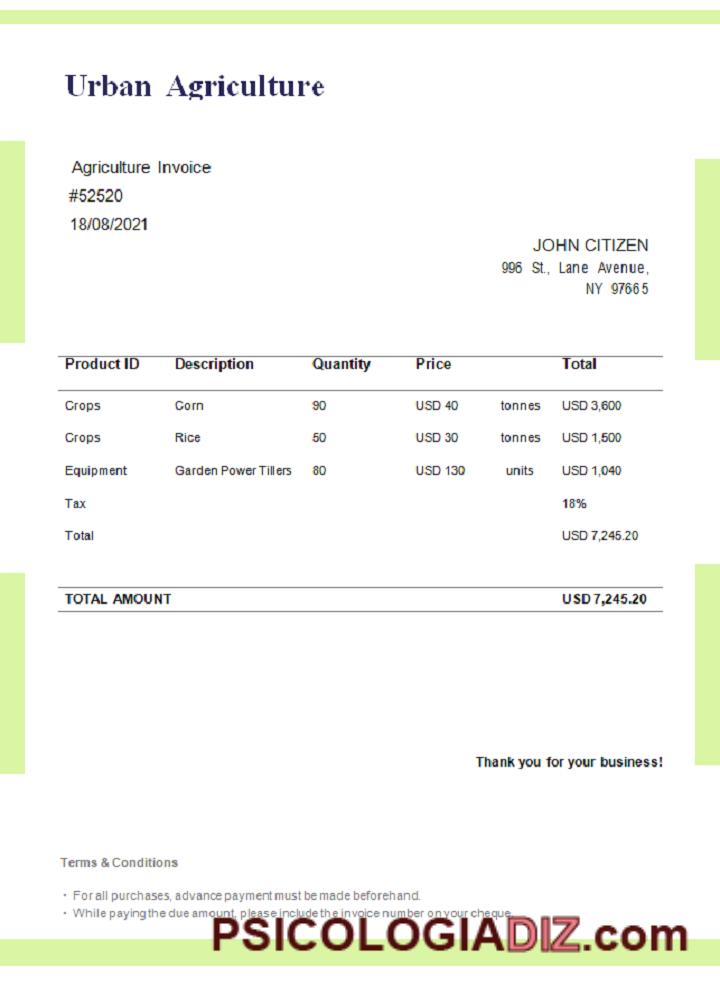 Urban Agriculture
Agriculture Invoice
#52520
18/08/2021
JOHN CITIZEN
996 St., Lane Avenue,
NY 97665
Product ID Description Quantity Price Total
Crops Corn 90 USD 40 tonnes USD 3,600
Crops Rice 50 USD 30 tonnes USD 1,500
Equipment Garden Power Tillers 80 USD 130 units USD 1,040
Tax 18%
Total USD 7,245.20
TOTAL AMOUNT USD 7,245.20
Thank you for your business!
Terms & Conditions
• For all purchases, advance payment must be made beforehand.
• While paying the due amount, please include the invoice number on your cheque.
PSICOLOGIADIZ.com